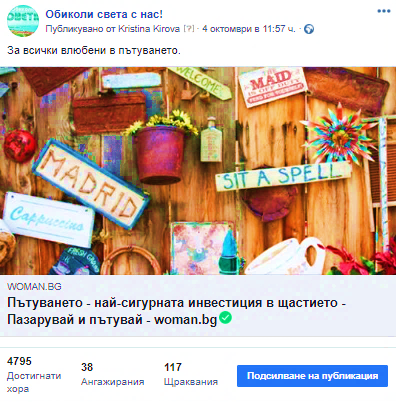 ОВЕТА
Обиколи света с нас!
Публикувано от Kristina Kirova [?] · 4 октомври в 11:57 ч. ·
За всички влюбени в пътуването.
WELCOME
MAID
MADRID
SIT A SPELL
Cappuccino
WOMAN.BG
Пътуването - най-сигурната инвестиция в щастието -
Пазарувай и пътувай - woman.bg
4795
Достигнати
хора
38
Ангажирания
117
Щраквания
Подсилване на публикация